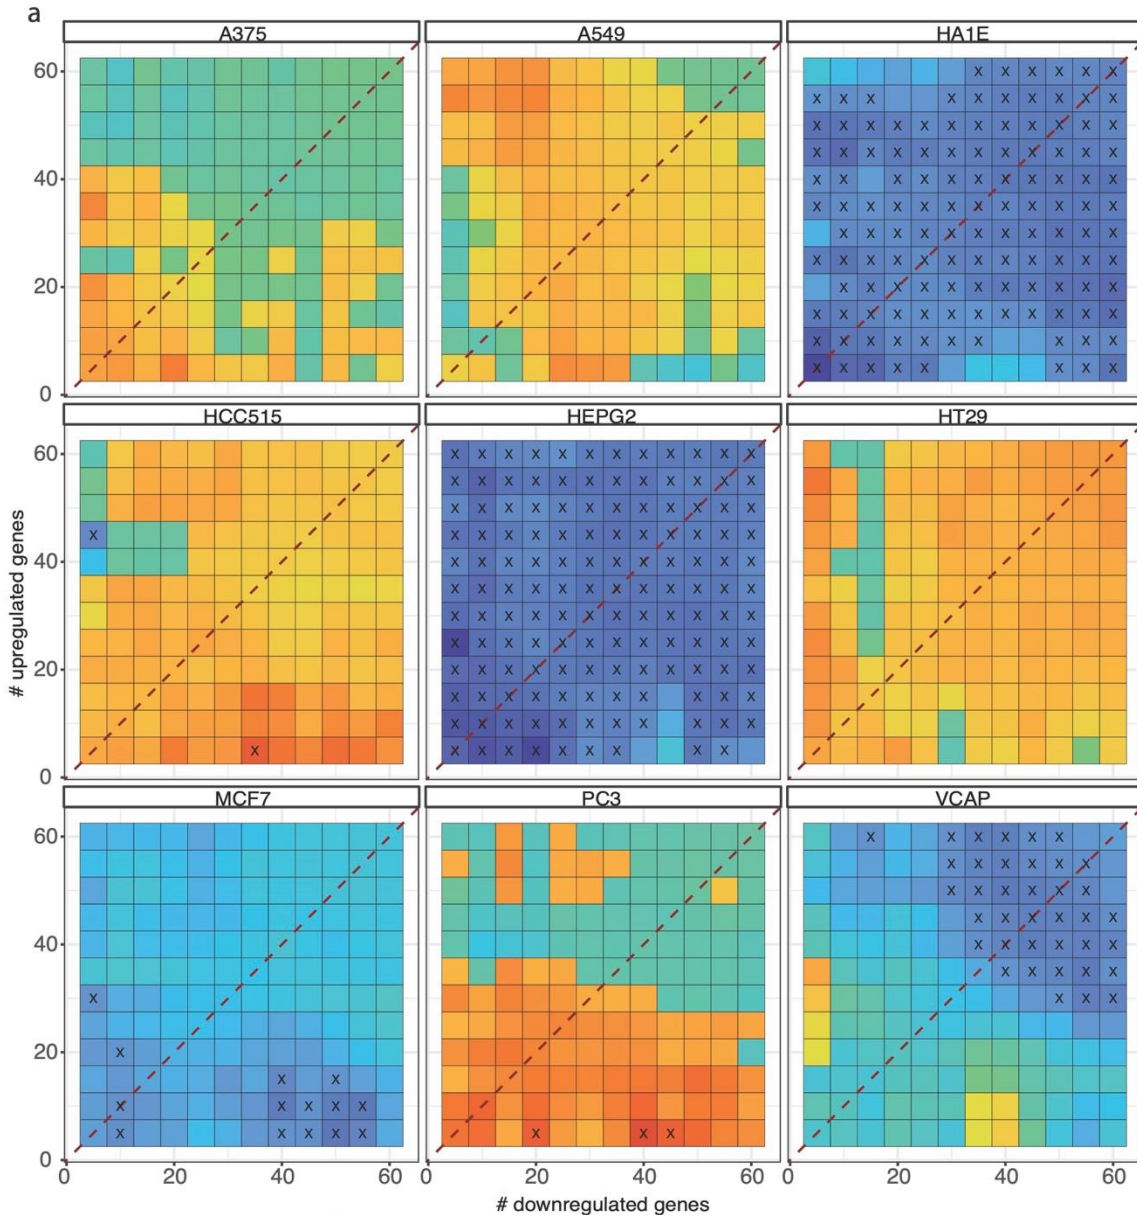 a
A375 A549 HA1E
60 X X X X X X
X X X X X X X X X X
X X X X X X X X X X X X
X X X X X X X X X X X X
40 X X X X X X X X X X X
X X X X X X X X X X X X
X X X X X X X X X X X
X X X X X X X X X X X X
20 X X X X X X X X X X X
X X X X X X X X X X X X
X X X X X X X X X X
X X X X X X X X
0
HCC515 HEPG2 HT29
60 X X X X X X X X X X X X
X X X X X X X X X X X X
X X X X X X X X X X X X
X X X X X X X X X X X X X
40 X X X X X X X X X X X X
X X X X X X X X X X X X
X X X X X X X X X X X X
X X X X X X X X X X X X
20 X X X X X X X X X X X X
X X X X X X X X X X X
X X X X X X X X X X X
X X X X X X X X X X
0
# upregulated genes
MCF7 PC3 VCAP
60 X X X X X X
X X X X X X
X X X X X X
X X X X X X
40 X X X X X X
X X X X X
X X X X
20 X
X X
X X X X X
X X X X X X X X
0
0 20 40 60 0 20 40 60 0 20 40 60
# downregulated genes